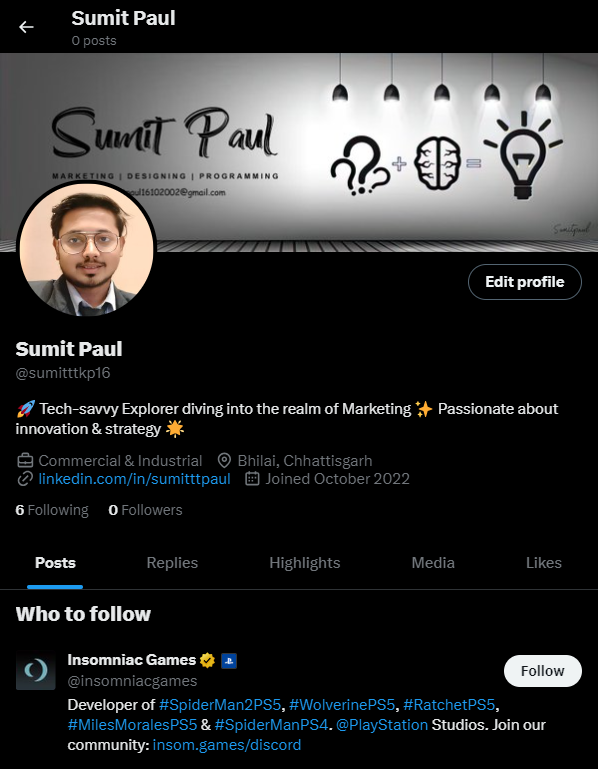 Sumit Paul
0 posts
Sumit Paul
MARKETING | DESIGNING | PROGRAMMING
paul16102002@gmail.com
Sumitpaul
Edit profile
Sumit Paul
@sumitttkp16
🚀 Tech-savvy Explorer diving into the realm of Marketing ✨ Passionate about
innovation & strategy 🌟
Commercial & Industrial Bhilai, Chhattisgarh
linkedin.com/in/sumitttpaul Joined October 2022
6 Following 0 Followers
Posts Replies Highlights Media Likes
Who to follow
Insomniac Games
@insomniacgames
Follow
Developer of #SpiderMan2PS5, #WolverinePS5, #RatchetPS5,
#MilesMoralesPS5 & #SpiderManPS4. @PlayStation Studios. Join our
community: insom.games/discord